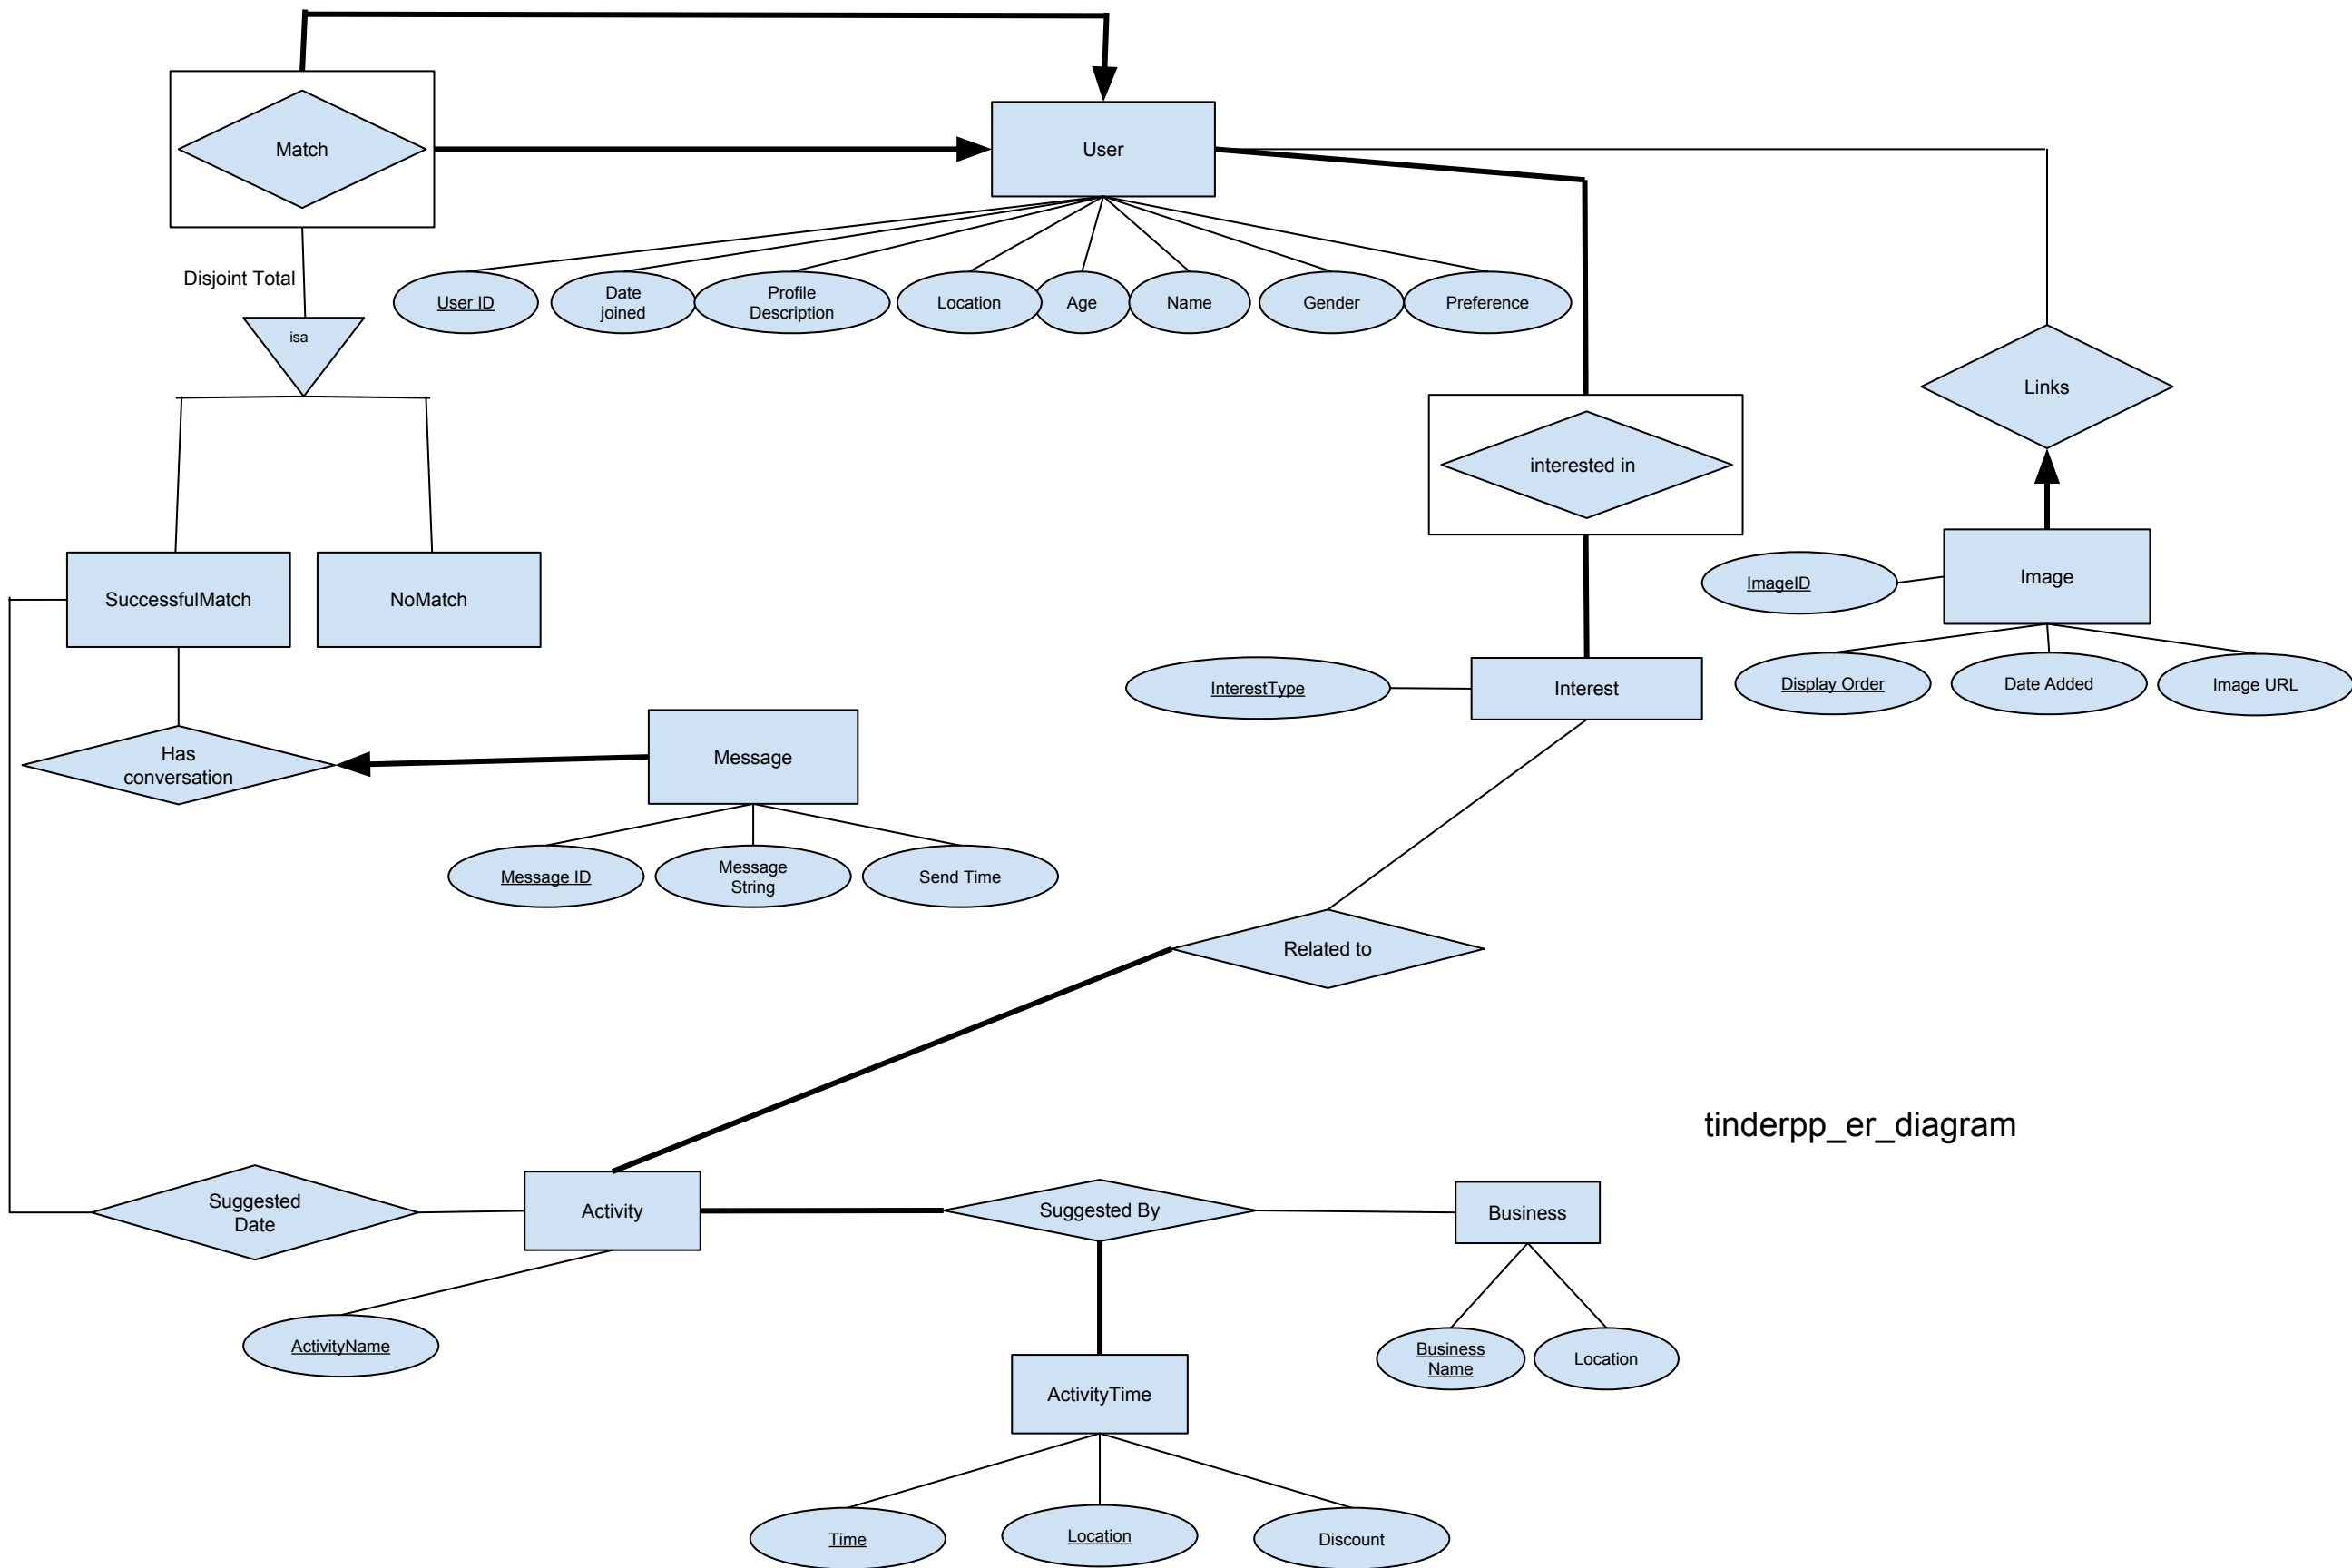 Match
User
Disjoint Total
User ID
Date
joined
Profile
Description
Location
Age
Name
Gender
Preference
isa
Links
interested in
SuccessfulMatch
NoMatch
Image
ImageID
InterestType
Interest
Display Order
Date Added
Image URL
Has
conversation
Message
Message ID
Message
String
Send Time
Related to
tinderpp_er_diagram
Suggested
Date
Activity
Suggested By
Business
ActivityName
Business
Name
Location
ActivityTime
Time
Location
Discount